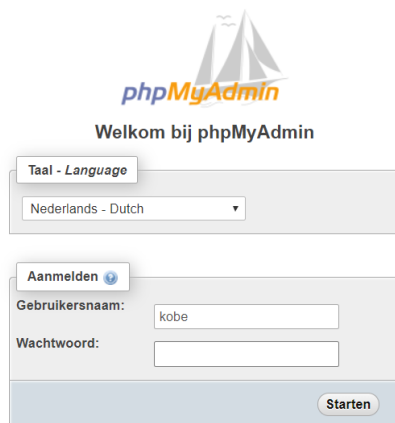 phpMyAdmin
Welkom bij phpMyAdmin
Taal - Language
Nederlands - Dutch
Aanmelden
Gebruikersnaam:
kobe
Wachtwoord:
Starten